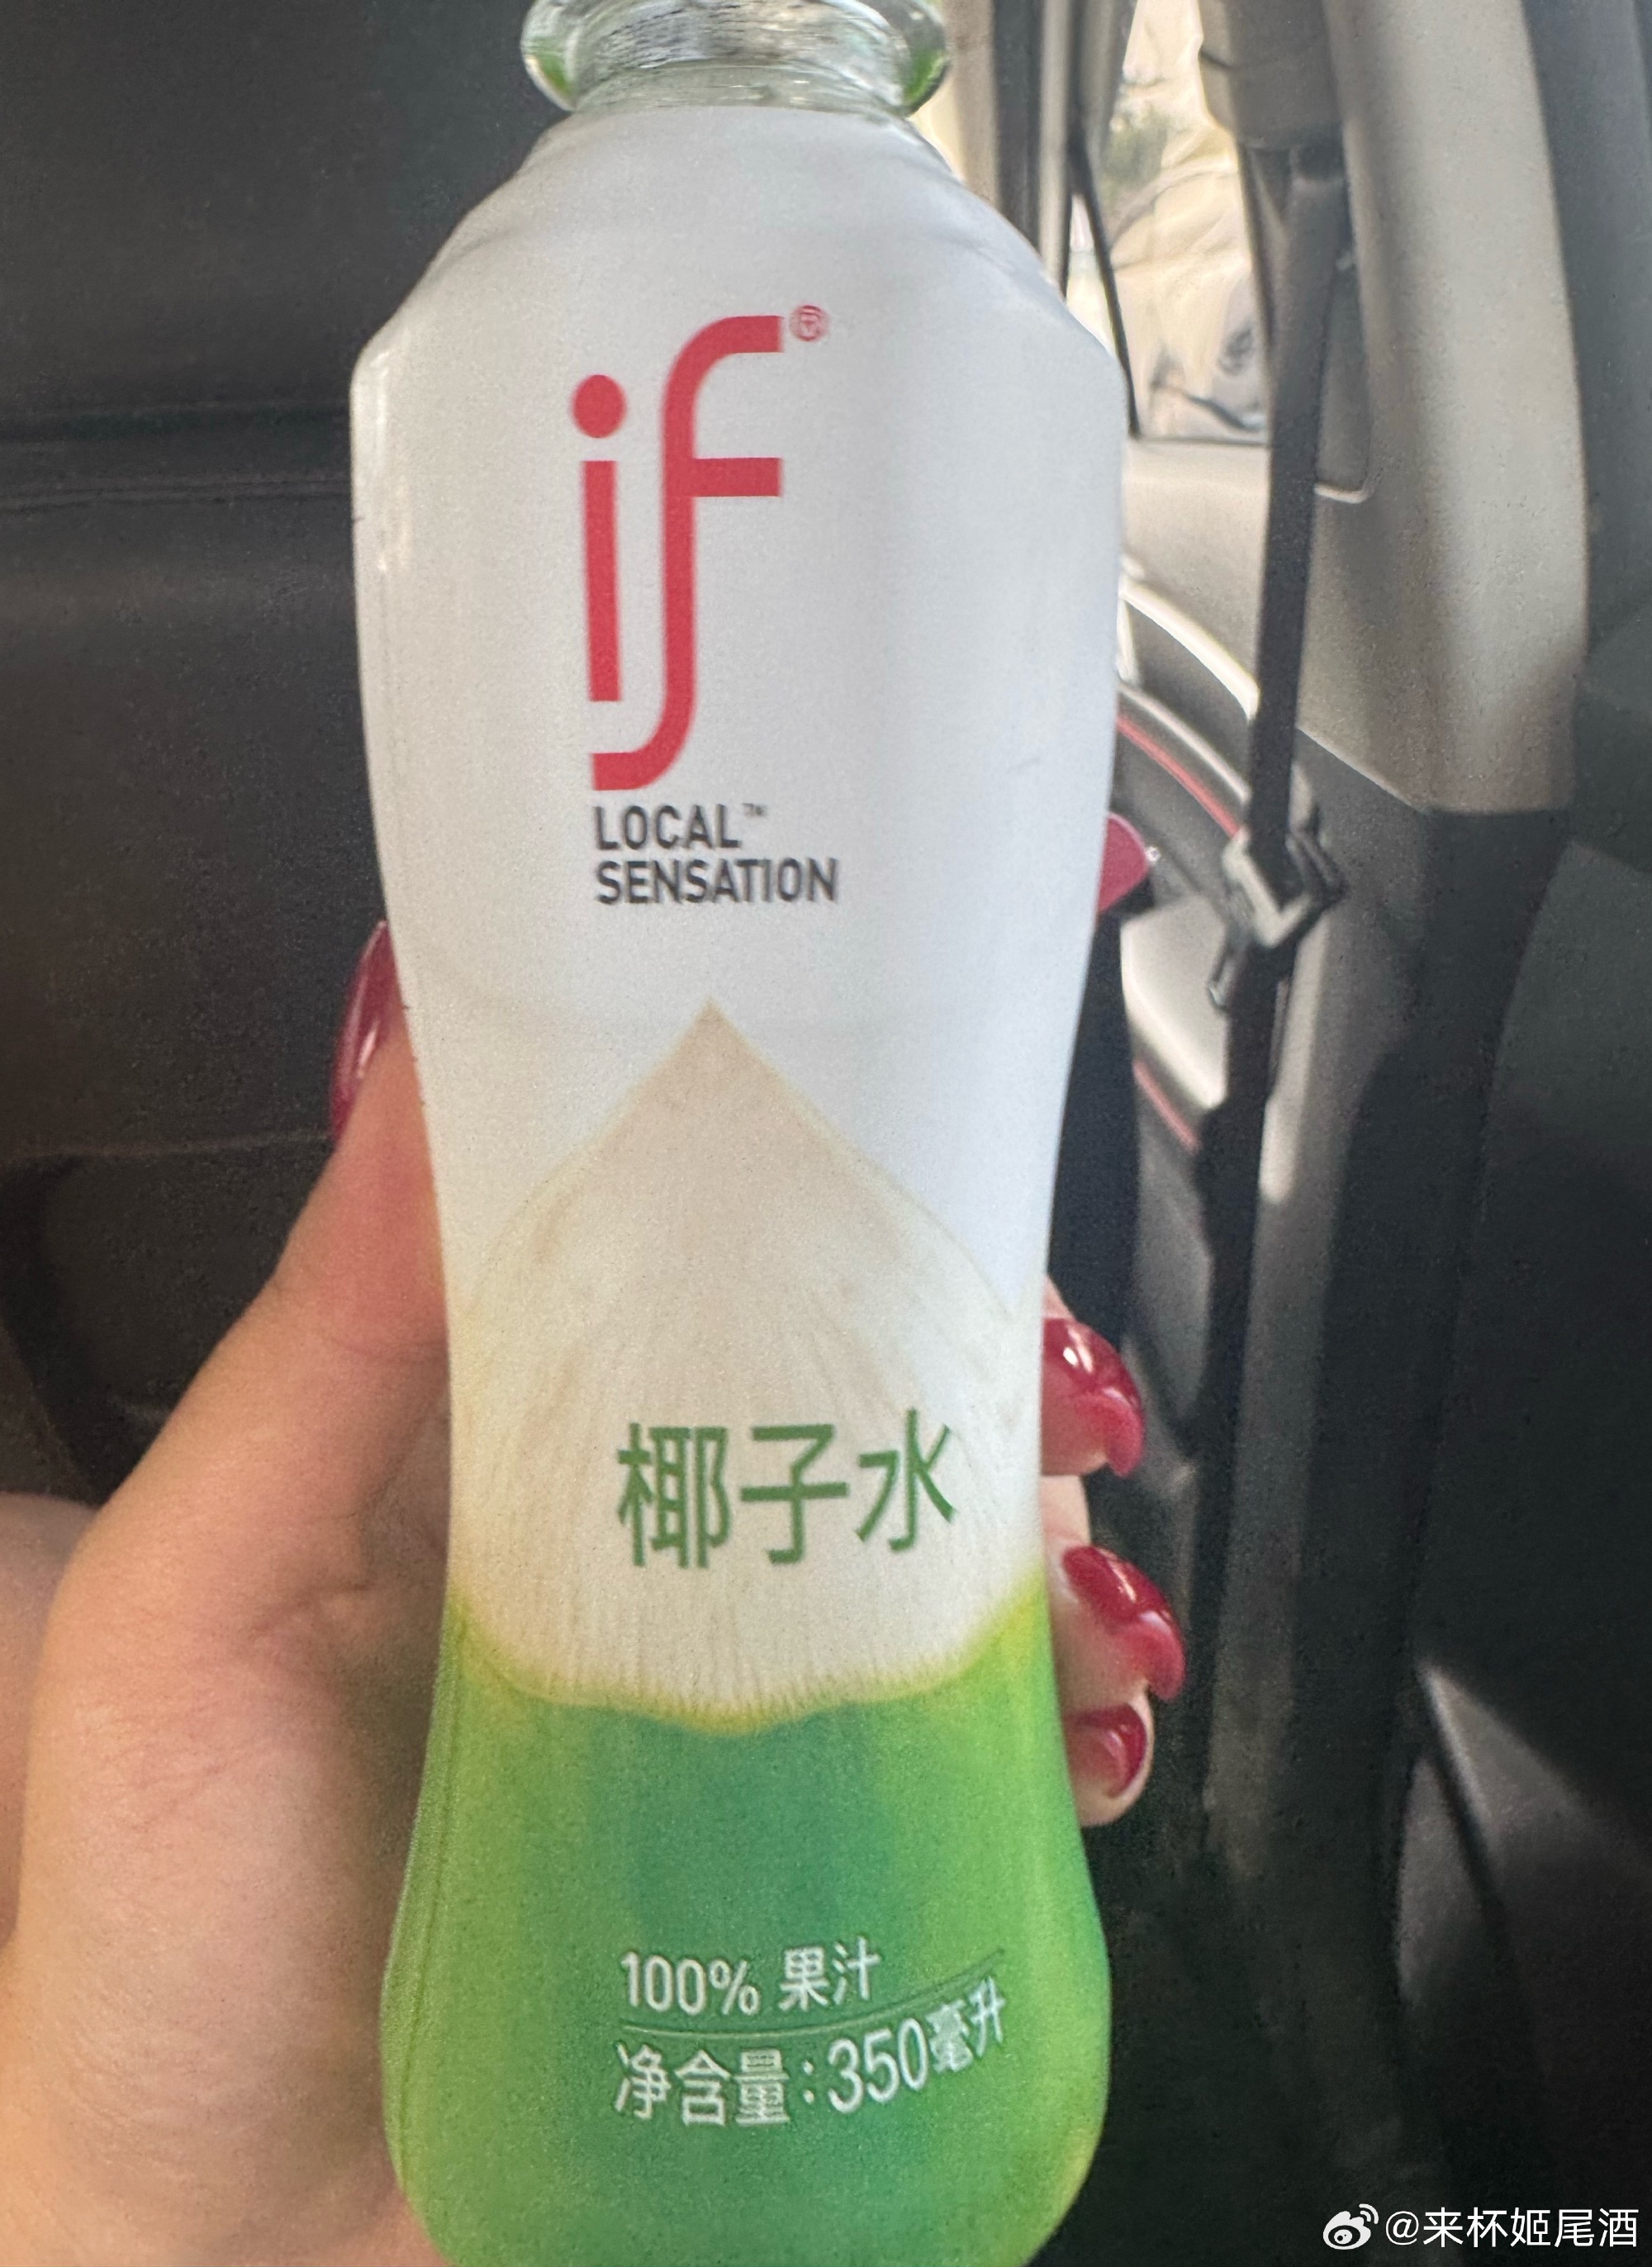 if®
LOCAL™
SENSATION
椰子水
100% 果汁
净含量:350毫升
@来杯姬尾酒